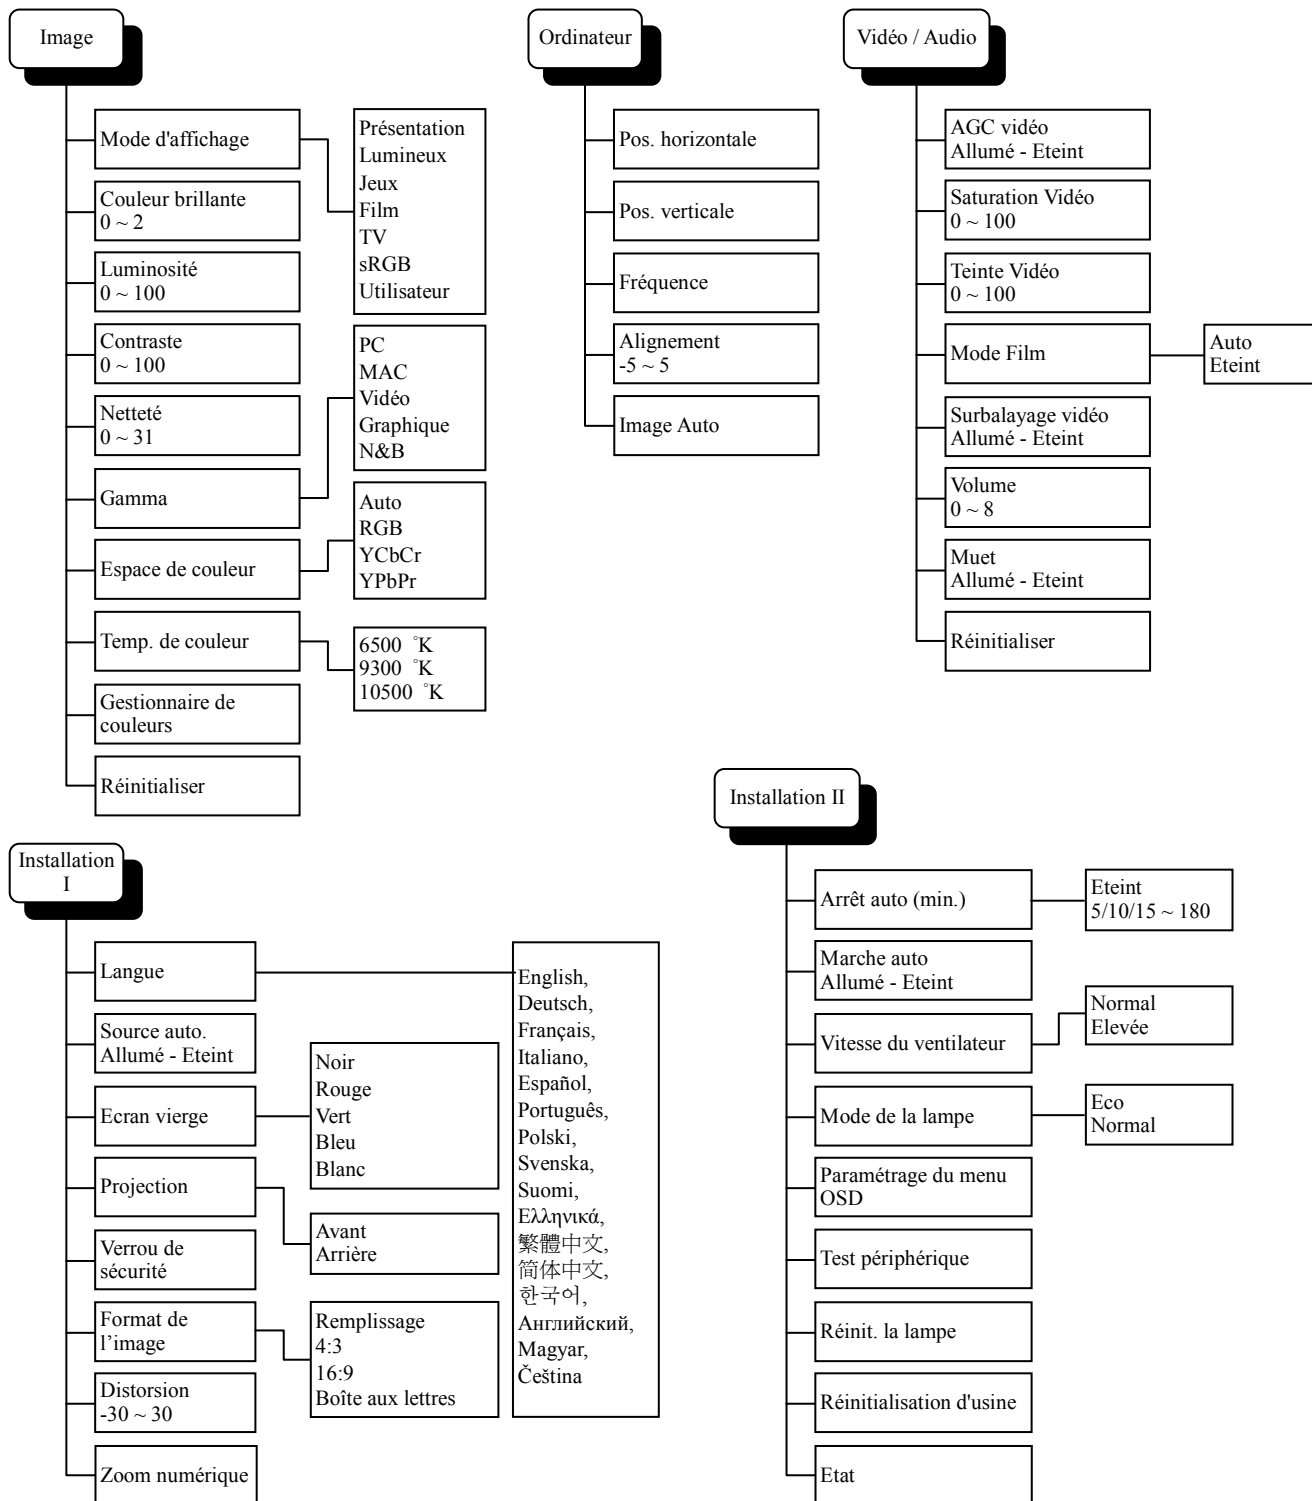 Image
Mode d'affichage
Présentation
Lumineux
Jeux
Film
TV
sRGB
Utilisateur
Couleur brillante
0 ~ 2
Luminosité
0 ~ 100
Contraste
0 ~ 100
Netteté
0 ~ 31
Gamma
PC
MAC
Vidéo
Graphique
N&B
Espace de couleur
Auto
RGB
YCbCr
YPbPr
Temp. de couleur
6500 °K
9300 °K
10500 °K
Gestionnaire de
couleurs
Réinitialiser
Ordinateur
Pos. horizontale
Pos. verticale
Fréquence
Alignement
-5 ~ 5
Image Auto
Vidéo / Audio
AGC vidéo
Allumé - Eteint
Saturation Vidéo
0 ~ 100
Teinte Vidéo
0 ~ 100
Mode Film
Auto
Eteint
Surbalayage vidéo
Allumé - Eteint
Volume
0 ~ 8
Muet
Allumé - Eteint
Réinitialiser
Installation
I
Langue
English,
Deutsch,
Français,
Italiano,
Español,
Português,
Polski,
Svenska,
Suomi,
Ελληνικά,
繁體中文,
简体中文,
한국어,
Английский,
Magyar,
Čeština
Source auto.
Allumé - Eteint
Ecran vierge
Noir
Rouge
Vert
Bleu
Blanc
Projection
Avant
Arrière
Verrou de
sécurité
Format de
l’image
Remplissage
4:3
16:9
Boîte aux lettres
Distorsion
-30 ~ 30
Zoom numérique
Installation II
Arrêt auto (min.)
Eteint
5/10/15 ~ 180
Marche auto
Allumé - Eteint
Vitesse du ventilateur
Normal
Elevée
Mode de la lampe
Eco
Normal
Paramétrage du menu
OSD
Test périphérique
Réinit. la lampe
Réinitialisation d'usine
Etat